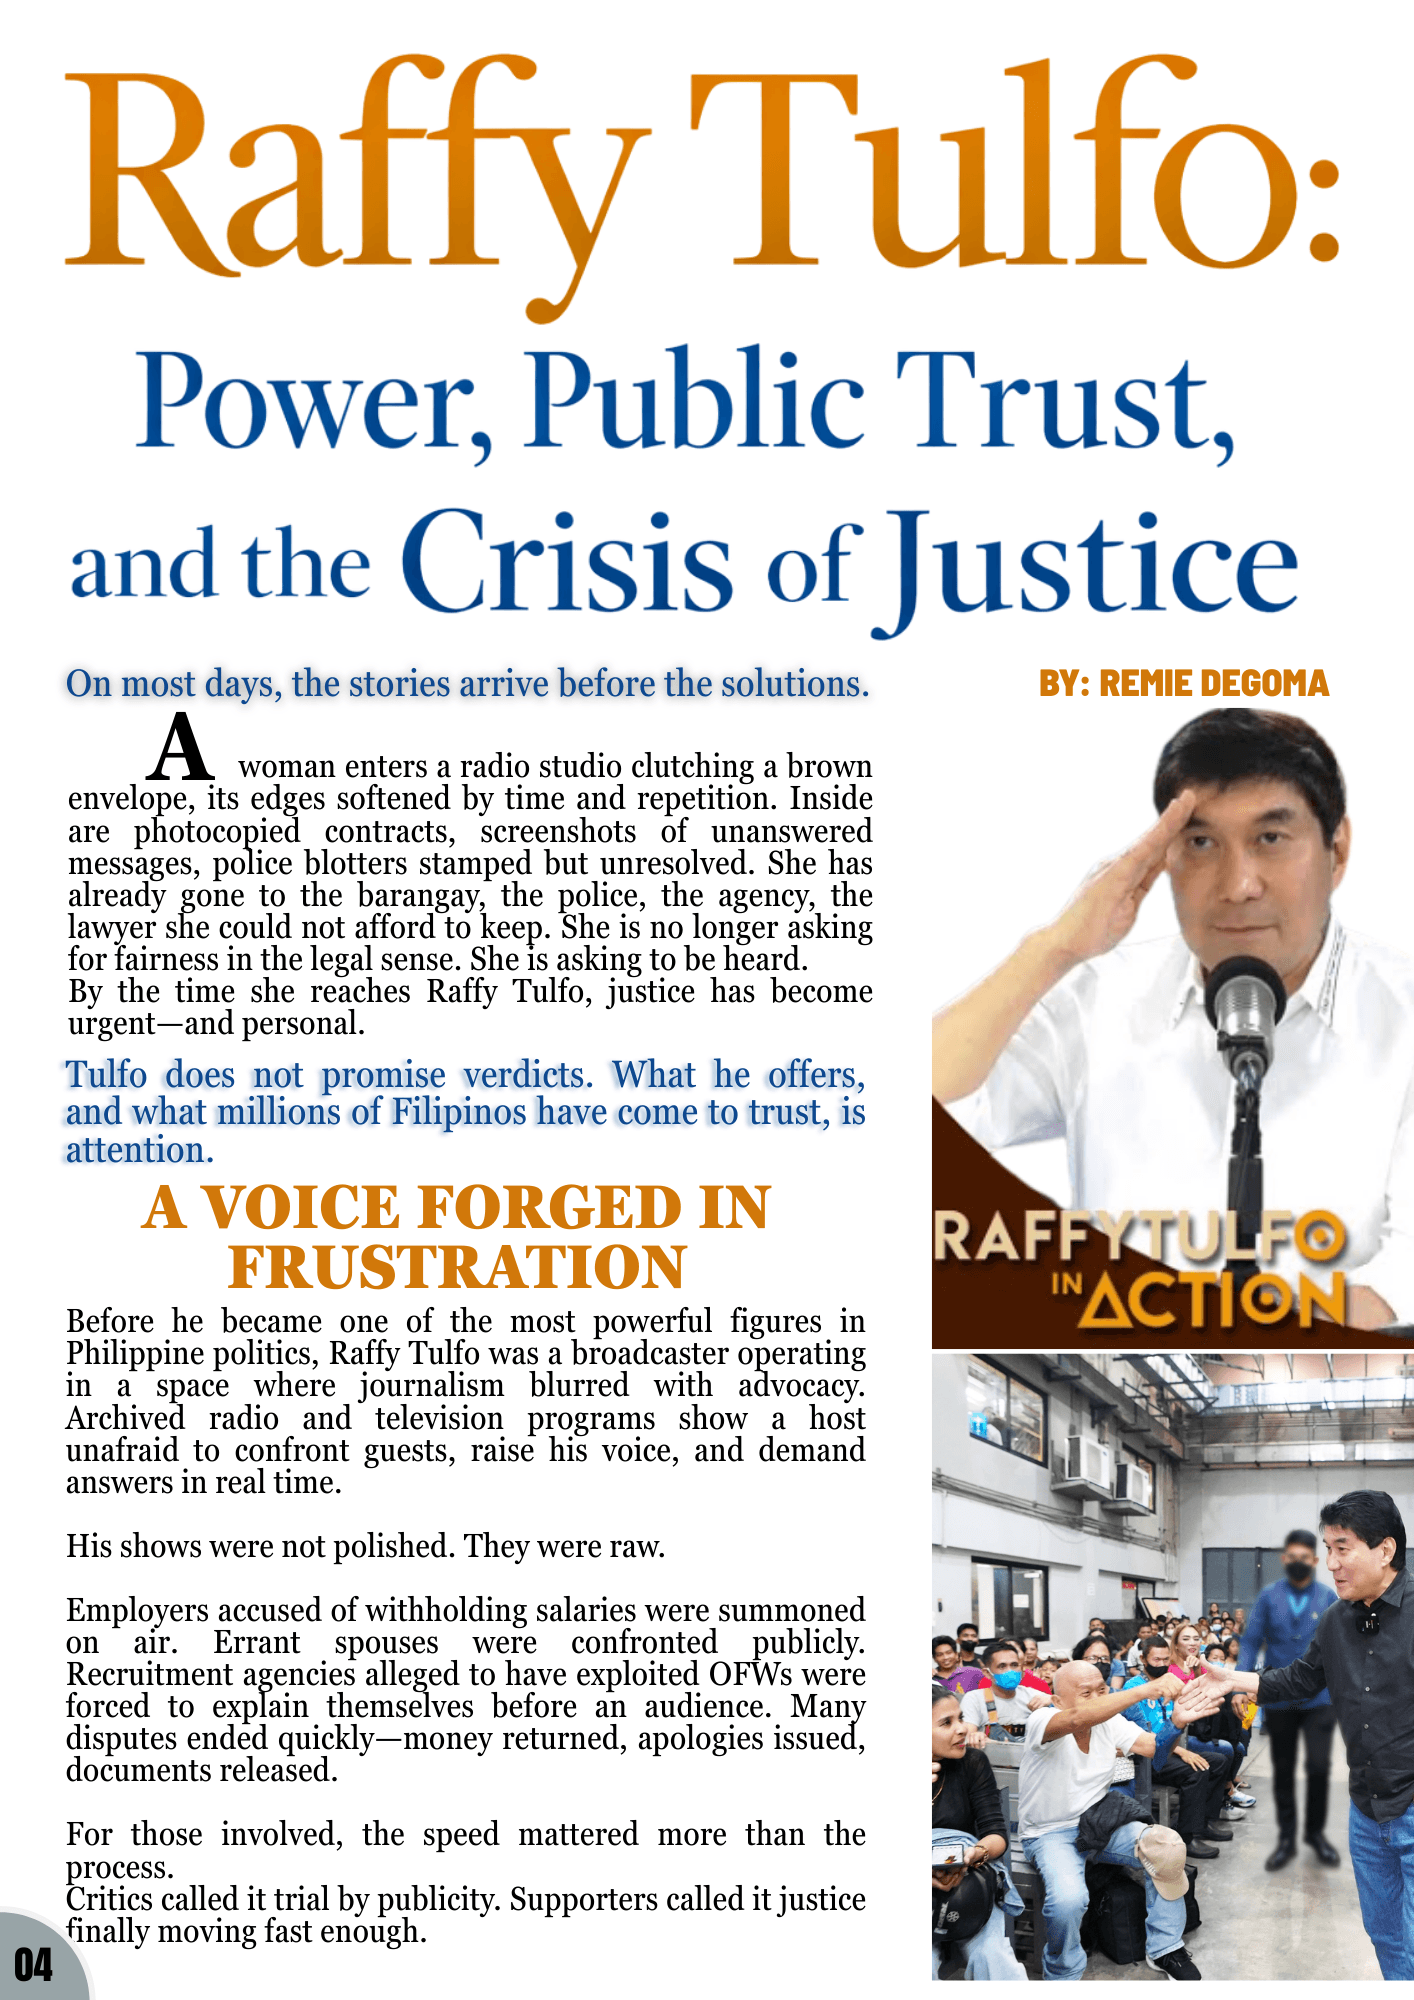 Raffy Tulfo:
Power, Public Trust,
and the Crisis of Justice
On most days, the stories arrive before the solutions.
BY: REMIE DEGOMA
A woman enters a radio studio clutching a brown
envelope, its edges softened by time and repetition. Inside
are photocopied contracts, screenshots of unanswered
messages, police blotters stamped but unresolved. She has
already gone to the barangay, the police, the agency, the
lawyer she could not afford to keep. She is no longer asking
for fairness in the legal sense. She is asking to be heard.
By the time she reaches Raffy Tulfo, justice has become
urgent—and personal.
Tulfo does not promise verdicts. What he offers,
and what millions of Filipinos have come to trust, is
attention.
A VOICE FORGED IN
FRUSTRATION
Before he became one of the most powerful figures in
Philippine politics, Raffy Tulfo was a broadcaster operating
in a space where journalism blurred with advocacy.
Archived radio and television programs show a host
unafraid to confront guests, raise his voice, and demand
answers in real time.
His shows were not polished. They were raw.
Employers accused of withholding salaries were summoned
on air. Errant spouses were confronted publicly.
Recruitment agencies alleged to have exploited OFWs were
forced to explain themselves before an audience. Many
disputes ended quickly—money returned, apologies issued,
documents released.
For those involved, the speed mattered more than the
process.
Critics called it trial by publicity. Supporters called it justice
finally moving fast enough.
RAFFYTULFO
IN ACTION
04